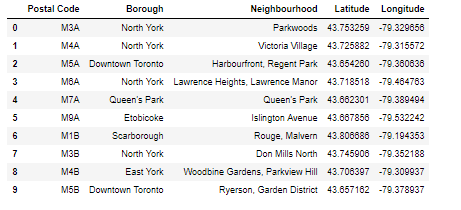 Postal Code Borough Neighbourhood Latitude Longitude
0 M3A North York Parkwoods 43.753259 -79.329656
1 M4A North York Victoria Village 43.725882 -79.315572
2 M5A Downtown Toronto Harbourfront, Regent Park 43.654260 -79.360636
3 M6A North York Lawrence Heights, Lawrence Manor 43.718518 -79.464763
4 M7A Queen's Park Queen's Park 43.662301 -79.389494
5 M9A Etobicoke Islington Avenue 43.667856 -79.532242
6 M1B Scarborough Rouge, Malvern 43.806686 -79.194353
7 M3B North York Don Mills North 43.745906 -79.352188
8 M4B East York Woodbine Gardens, Parkview Hill 43.706397 -79.309937
9 M5B Downtown Toronto Ryerson, Garden District 43.657162 -79.378937